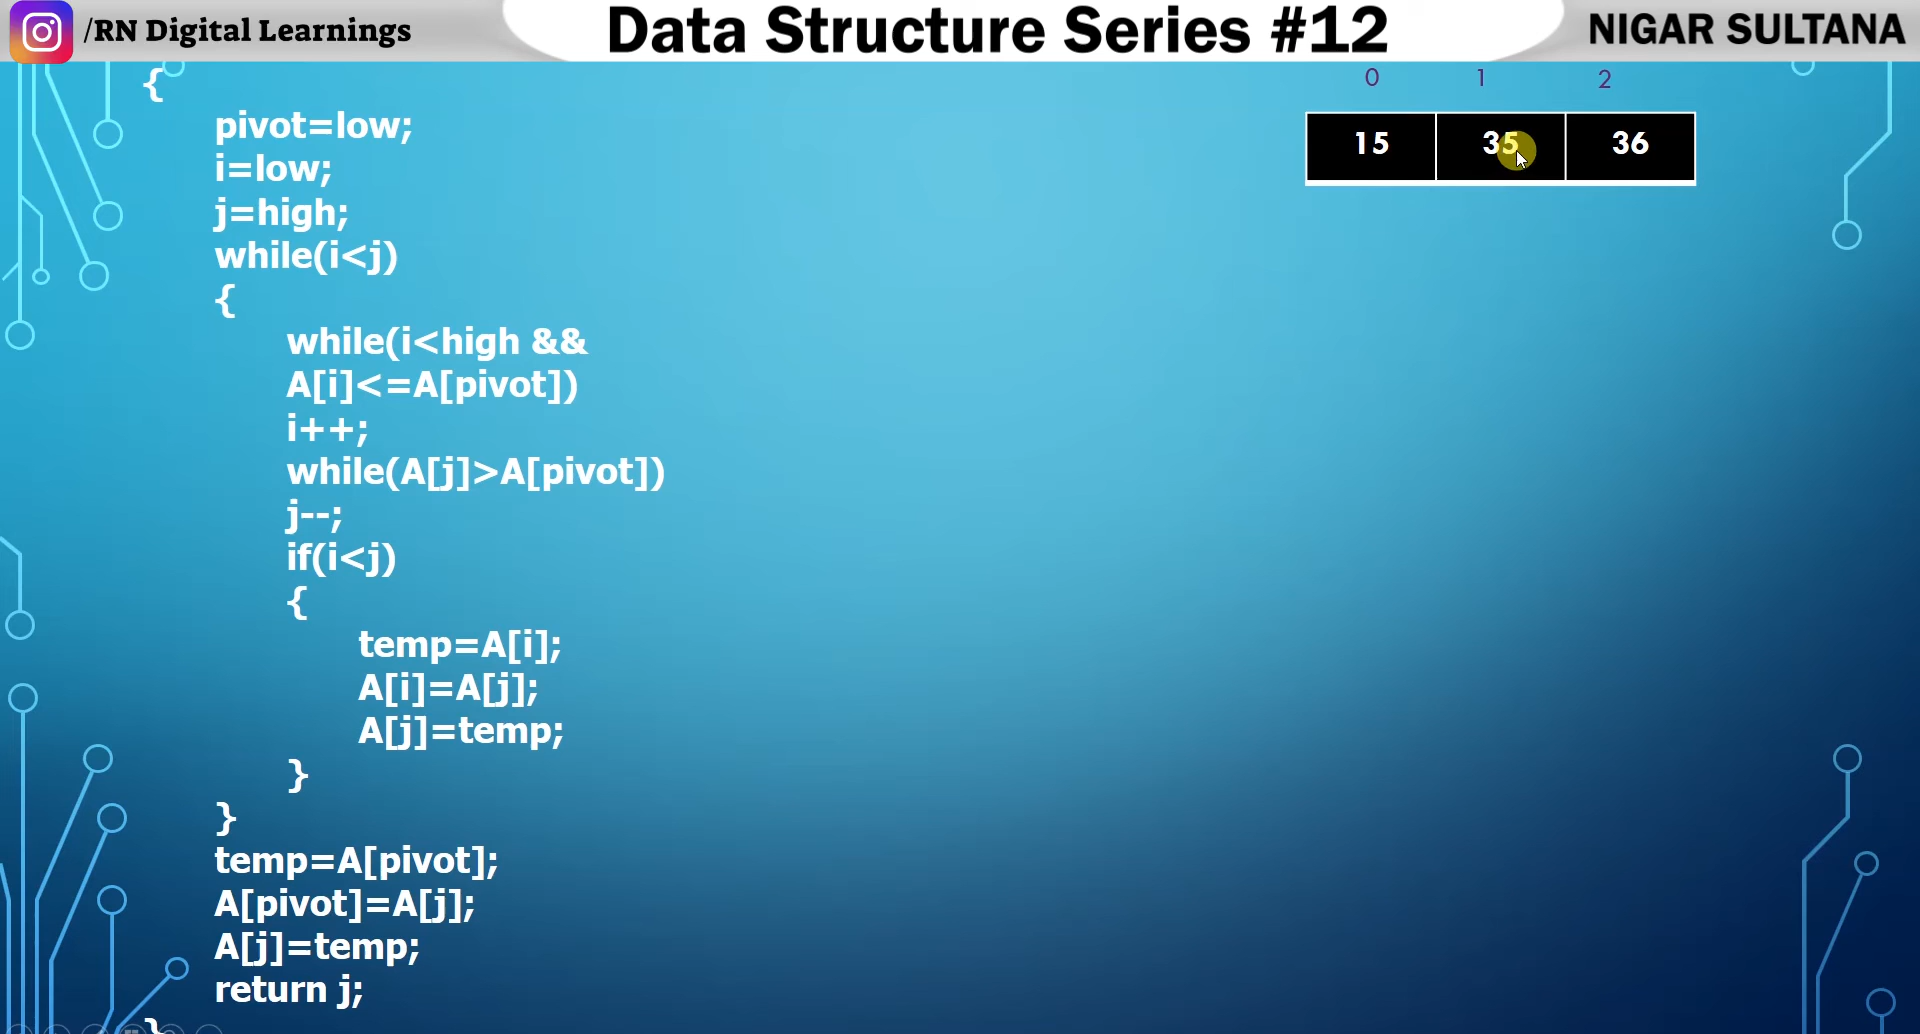 /RN Digital Learnings
Data Structure Series #12
NIGAR SULTANA
{
pivot=low;
i=low;
j=high;
while(i<j)
{
while(i<high &&
A[i]<=A[pivot])
i++;
while(A[j]>A[pivot])
j--;
if(i<j)
{
temp=A[i];
A[i]=A[j];
A[j]=temp;
}
}
temp=A[pivot];
A[pivot]=A[j];
A[j]=temp;
return j;
}
0 1 2
15 35 36